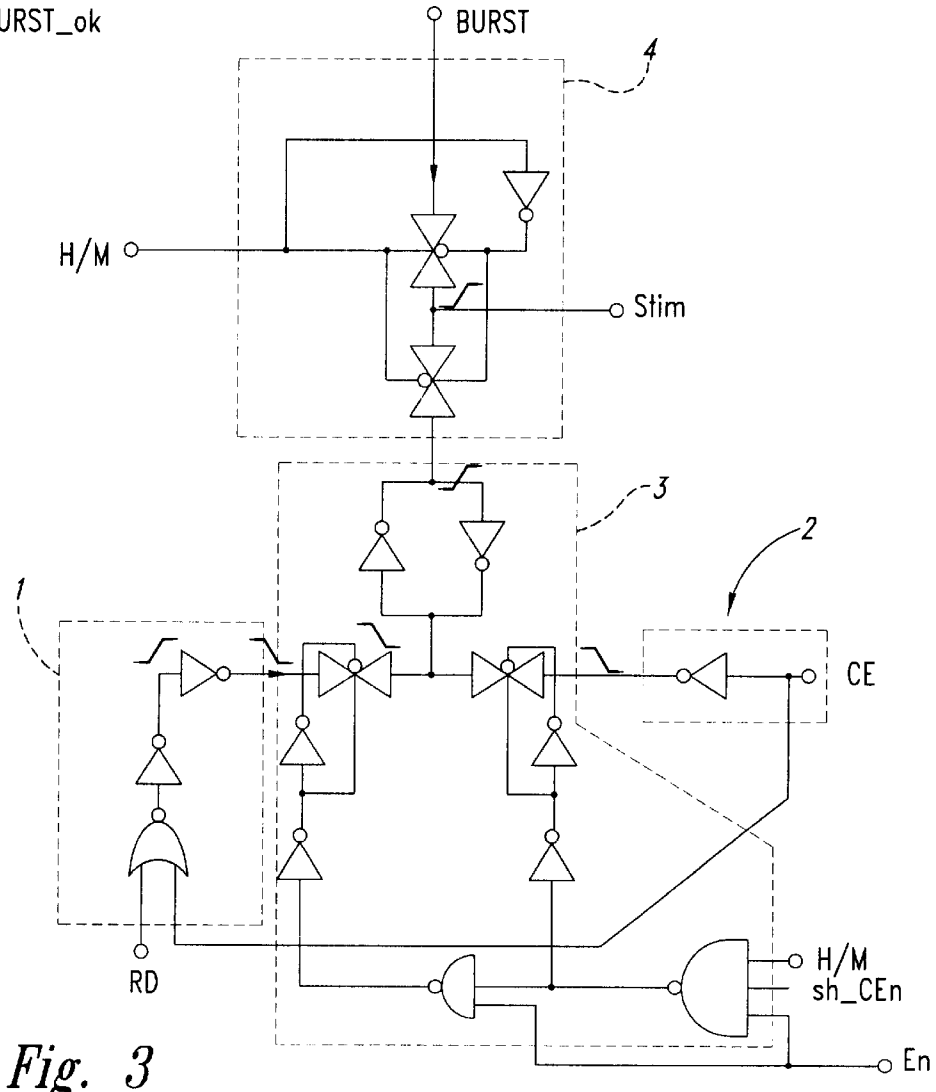 URST_ok
BURST
4
H/M
Stim
3
2
1
CE
RD
H/M
sh_CEn
En
Fig. 3